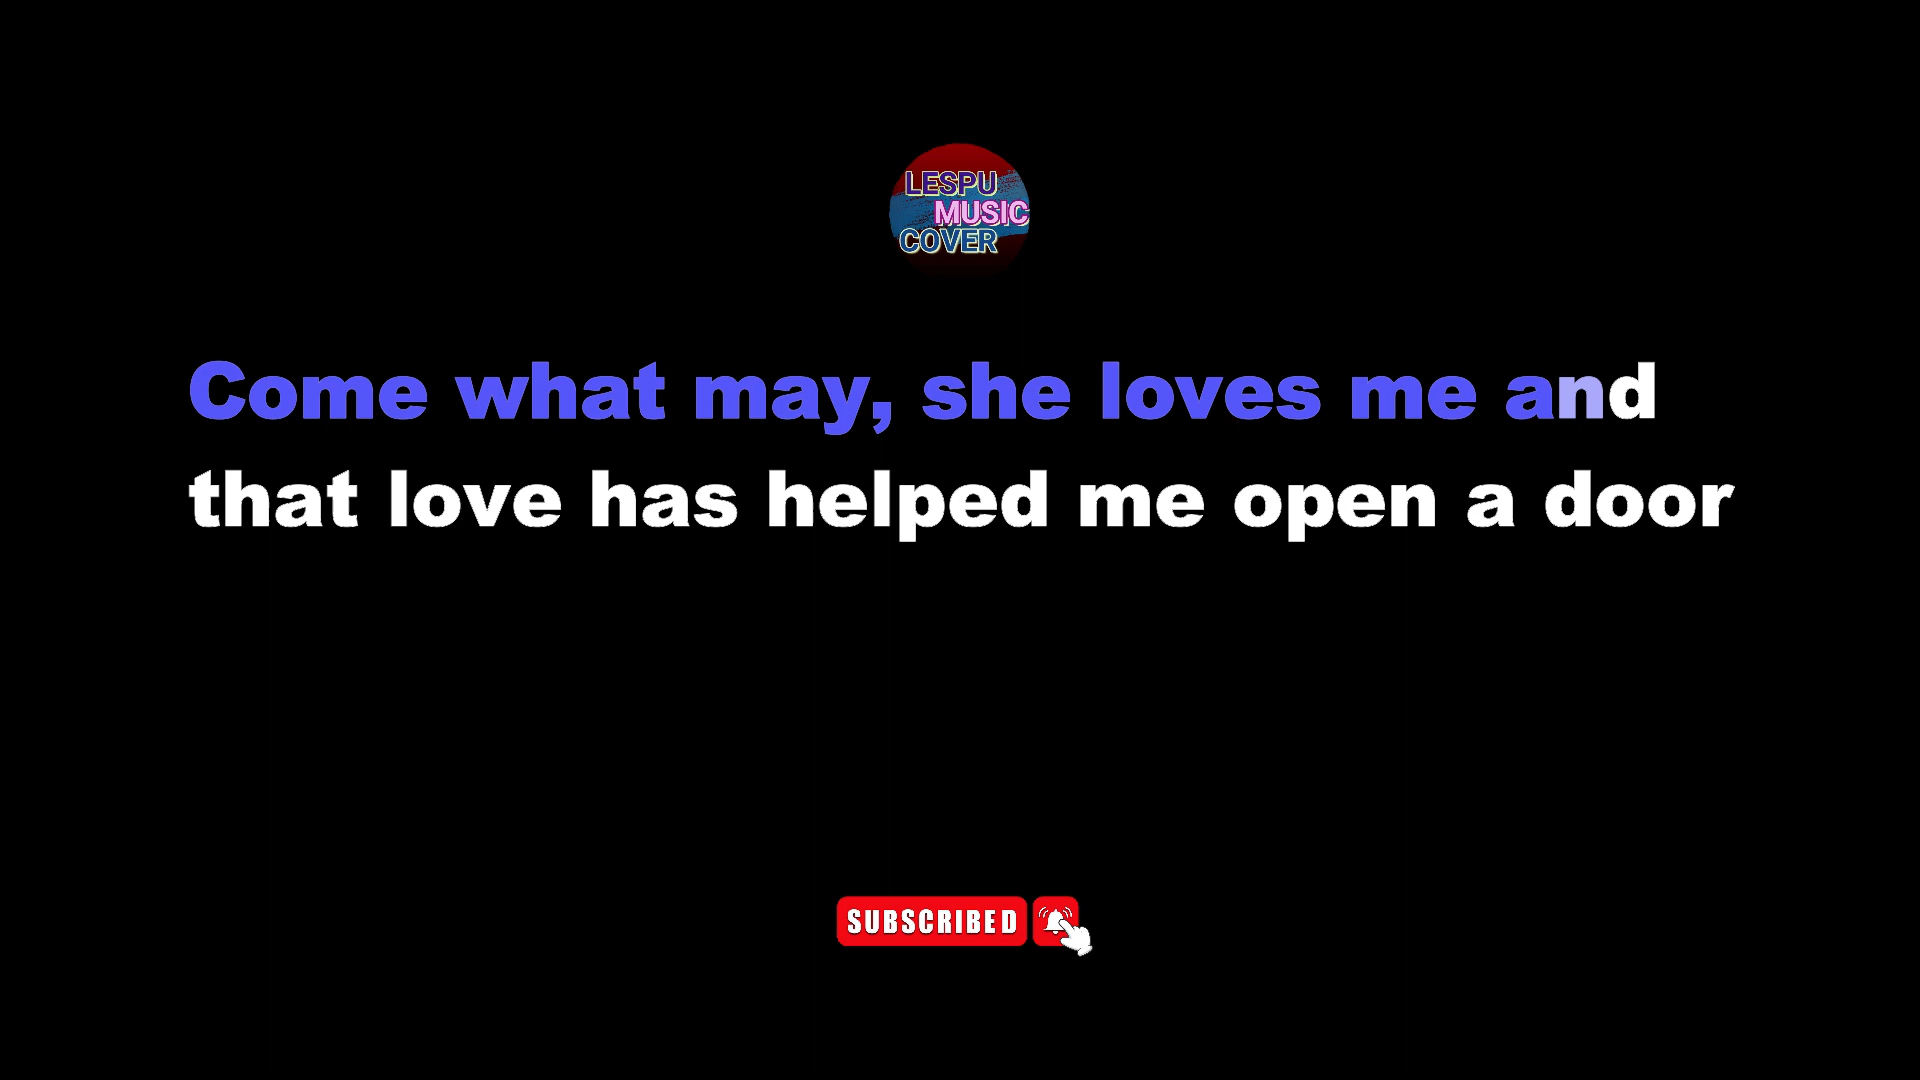 LESPU
MUSIC
COVER
Come what may, she loves me and
that love has helped me open a door
SUBSCRIBED